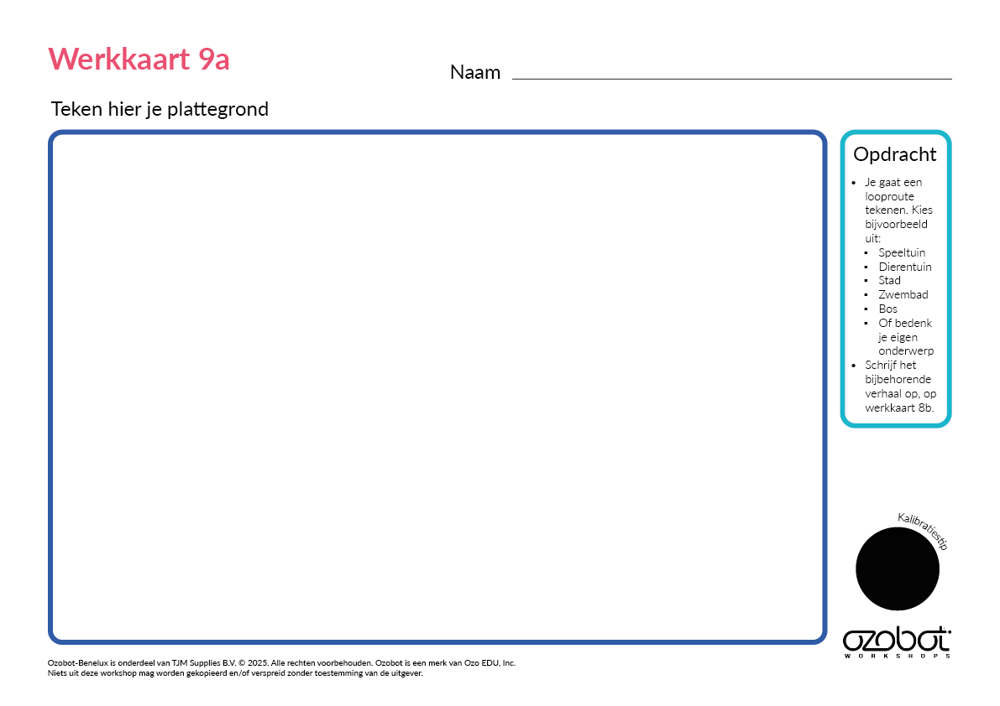 Werkkaart 9a
Naam
Teken hier je plattegrond
Opdracht
• Je gaat een
looproute
tekenen. Kies
bijvoorbeeld
uit:
▪ Speeltuin
▪ Dierentuin
▪ Stad
▪ Zwembad
▪ Bos
▪ Of bedenk
je eigen
onderwerp
• Schrijf het
bijbehorende
verhaal op, op
werkkaart 8b.
Kalibratiestip
ozobot
WORKSHOPS
Ozobot-Benelux is onderdeel van TJM Supplies B.V. © 2025. Alle rechten voorbehouden. Ozobot is een merk van Ozo EDU, Inc.
Niets uit deze workshop mag worden gekopieerd en/of verspreid zonder toestemming van de uitgever.